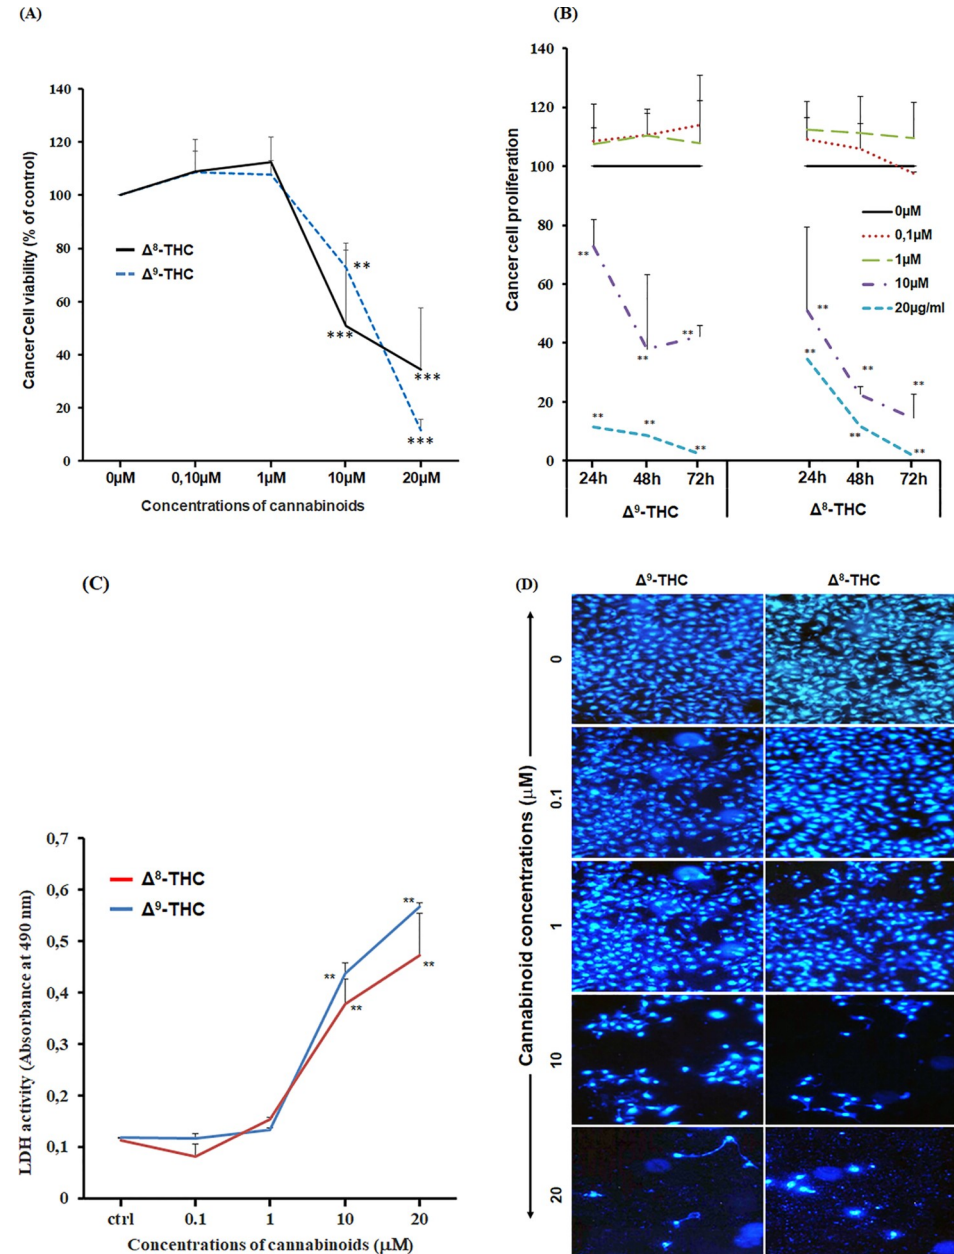 (A)
Cancer Cell viability (% of control)
140
120
100
80
60
40
20
0
Δ⁸-THC
Δ⁹-THC
**
***
***
***
0µM
0,10µM
1µM
10µM
20µM
Concentrations of cannabinoids
(B)
Cancer cell proliferation
140
120
100
80
60
40
20
0
0µM
0,1µM
1µM
10µM
20µg/ml
**
**
**
**
**
**
**
**
**
**
**
**
24h
48h
72h
24h
48h
72h
Δ⁹-THC
Δ⁸-THC
(C)
LDH activity (Absorbance at 490 nm)
0,7
0,6
0,5
0,4
0,3
0,2
0,1
0
Δ⁸-THC
Δ⁹-THC
**
**
**
**
ctrl
0.1
1
10
20
Concentrations of cannabinoids (µM)
(D)
Δ⁹-THC
Δ⁸-THC
Cannabinoid concentrations (µM)
0
0.1
1
10
20